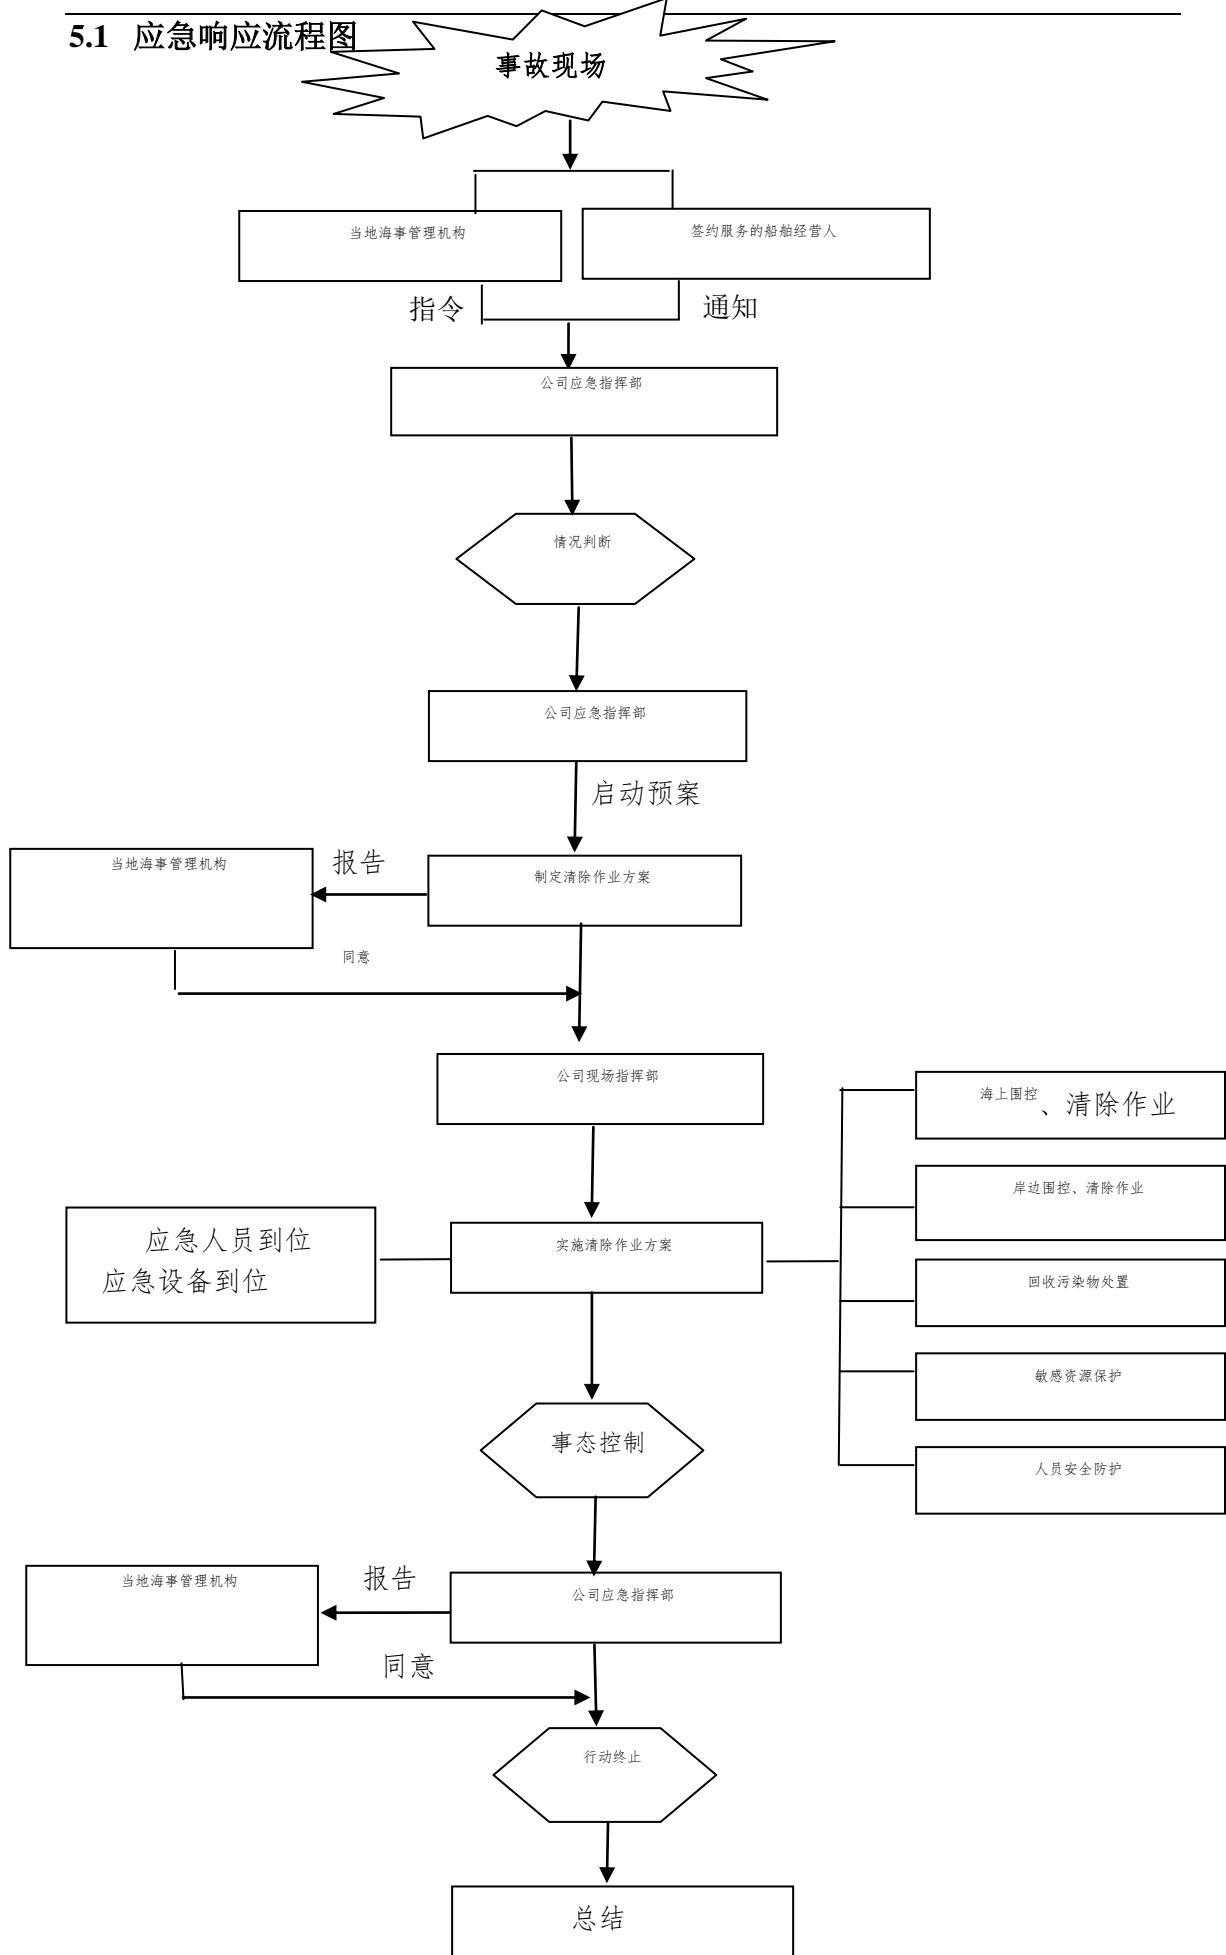 5.1 应急响应流程图
事故现场
当地海事管理机构
签约服务的船舶经营人
指令
通知
公司应急指挥部
情况判断
公司应急指挥部
启动预案
当地海事管理机构
报告
制定清除作业方案
同意
公司现场指挥部
海上围控、清除作业
岸边围控、清除作业
应急人员到位
应急设备到位
实施清除作业方案
回收污染物处置
敏感资源保护
事态控制
人员安全防护
当地海事管理机构
报告
公司应急指挥部
同意
行动终止
总结